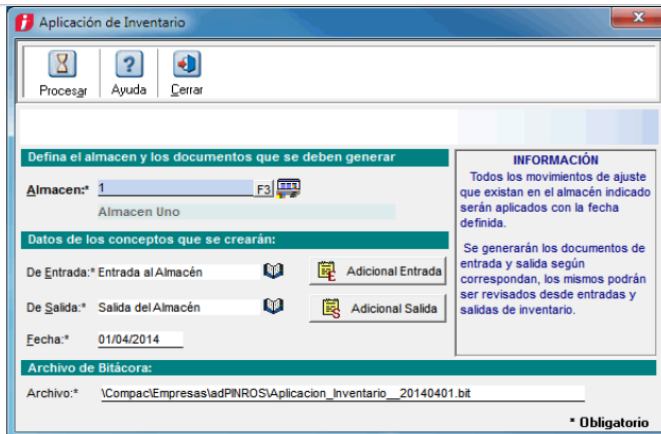 Aplicación de Inventario
Procesar Ayuda Cerrar
Defina el almacen y los documentos que se deben generar
Almacen:* 1 F3
Almacen Uno
Datos de los conceptos que se crearán:
De Entrada:* Entrada al Almacén Adicional Entrada
De Salida:* Salida del Almacén Adicional Salida
Fecha:* 01/04/2014
INFORMACIÓN
Todos los movimientos de ajuste
que existan en el almacén indicado
serán aplicados con la fecha
definida.
Se generarán los documentos de
entrada y salida según
correspondan, los mismos podrán
ser revisados desde entradas y
salidas de inventario.
Archivo de Bitácora:
Archivo:* \Compac\Empresas\adPINROS\Aplicacion_Inventario__20140401.bit
* Obligatorio